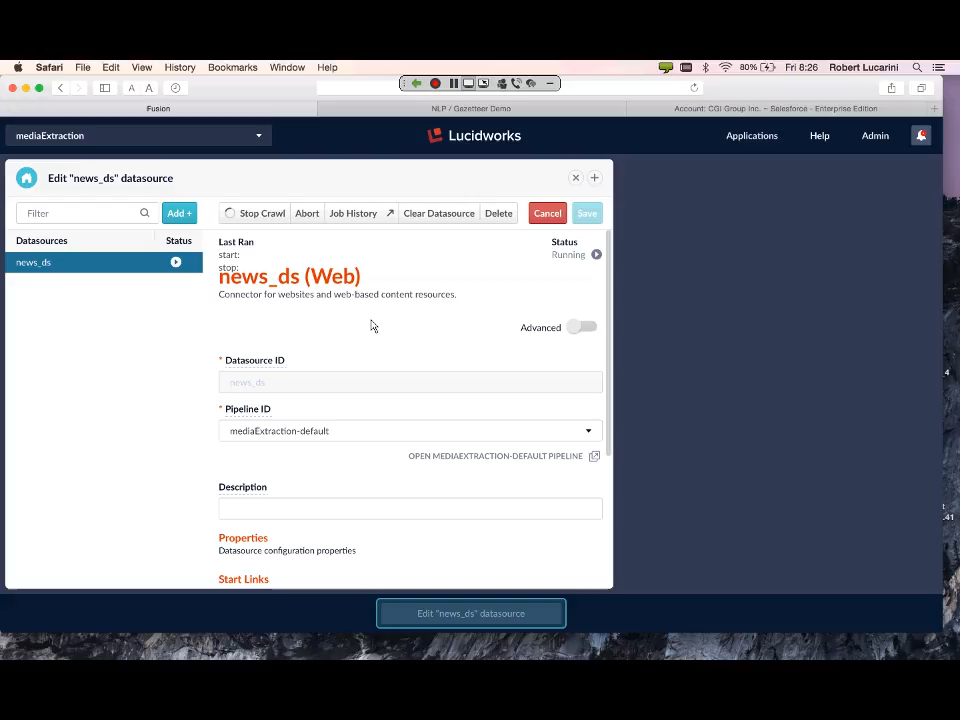 Safari File Edit View History Bookmarks Window Help 80% Fri 8:26 Robert Lucarini
A A
Fusion NLP / Gazetteer Demo Account: CGI Group Inc. ~ Salesforce - Enterprise Edition
mediaExtraction Lucidworks Applications Help Admin
Edit "news_ds" datasource
Filter Add + Stop Crawl Abort Job History Clear Datasource Delete Cancel Save
Datasources Status Last Ran Status
start: Running
news_ds stop:
news_ds (Web)
Connector for websites and web-based content resources.
Advanced
* Datasource ID
news_ds
* Pipeline ID
mediaExtraction-default
OPEN MEDIAEXTRACTION-DEFAULT PIPELINE
Description
Properties
Datasource configuration properties
Start Links
Edit "news_ds" datasource